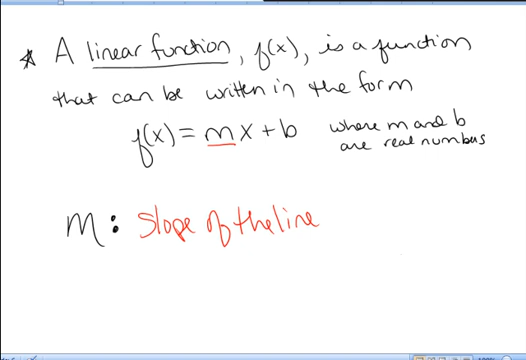 * A linear function, f(x), is a function
that can be written in the form
f(x) = mx + b where m and b
are real numbers
m: Slope of the line